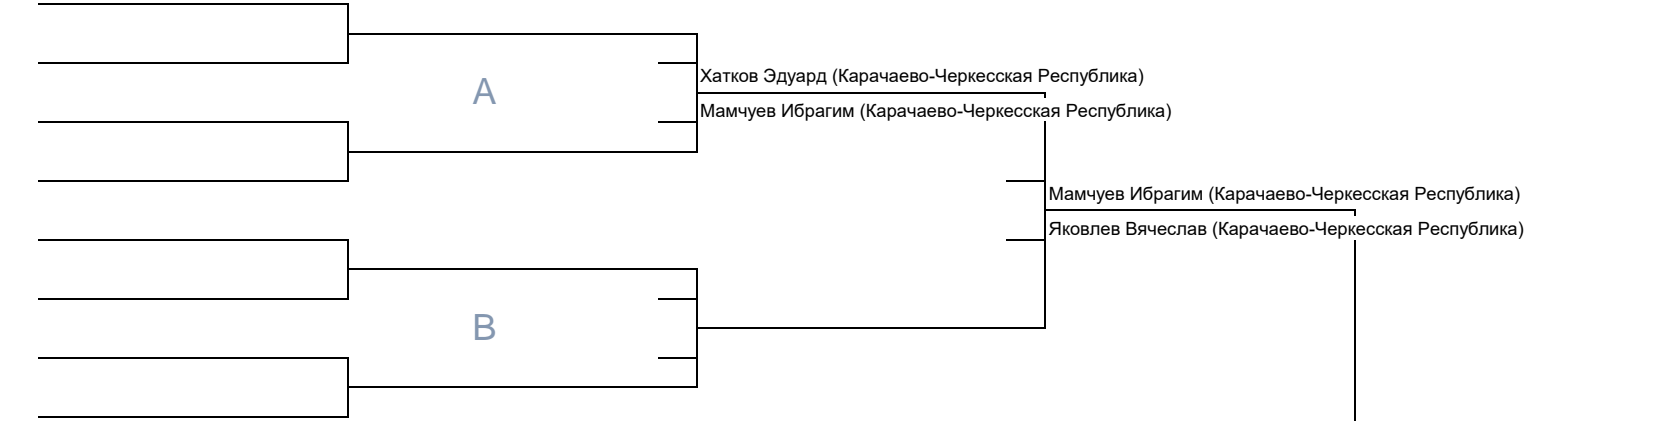 A
Хатков Эдуард (Карачаево-Черкесская Республика)
Мамчуев Ибрагим (Карачаево-Черкесская Республика)
Мамчуев Ибрагим (Карачаево-Черкесская Республика)
Яковлев Вячеслав (Карачаево-Черкесская Республика)
B